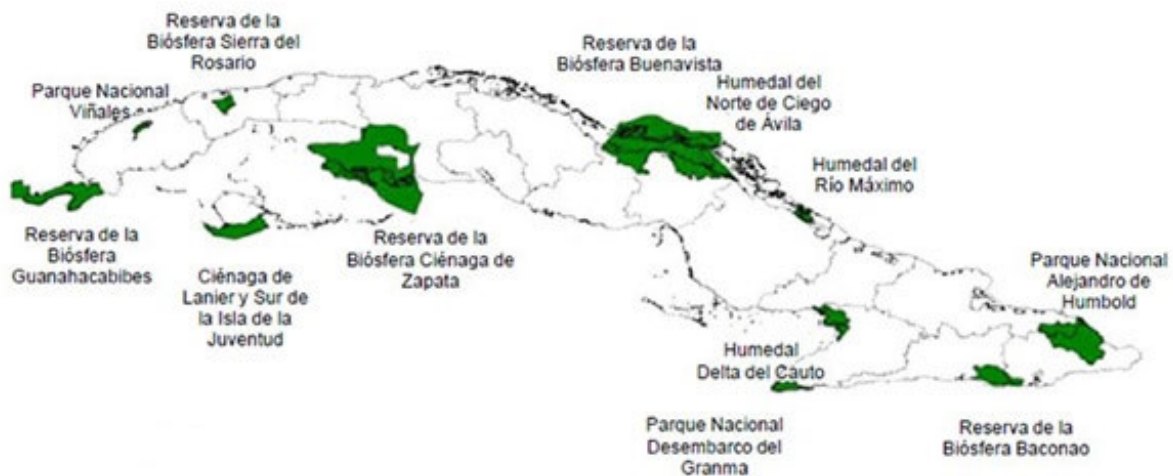 Reserva de la
Biósfera Sierra del
Rosario
Parque Nacional
Viñales
Reserva de la
Biósfera Buenavista
Humedal del
Norte de Ciego
de Ávila
Humedal del
Río Máximo
Reserva de la
Biósfera
Guanahacabibes
Ciénaga de
Lanier y Sur de
la Isla de la
Juventud
Reserva de la
Biósfera Ciénaga de
Zapata
Parque Nacional
Alejandro de
Humbold
Humedal
Delta del Cauto
Parque Nacional
Desembarco del
Granma
Reserva de la
Biósfera Baconao